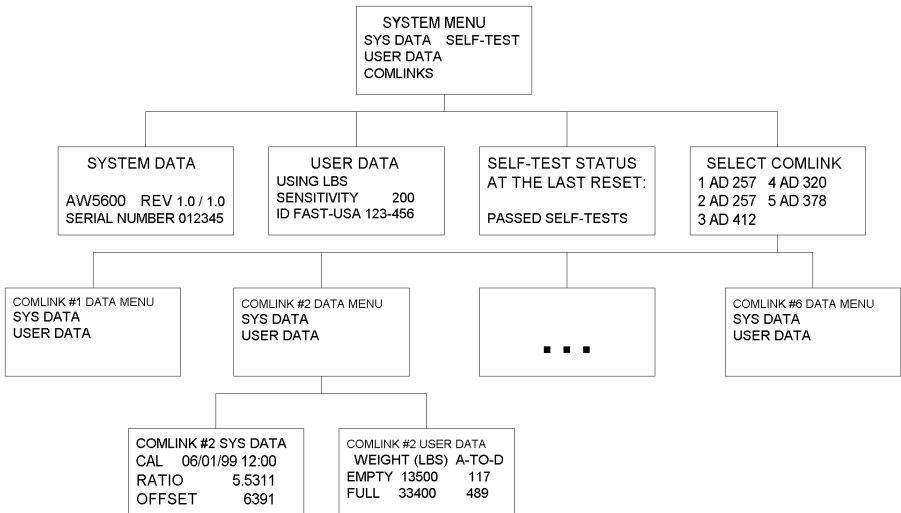 SYSTEM MENU
SYS DATA SELF-TEST
USER DATA
COMLINKS
SYSTEM DATA
AW5600 REV 1.0 / 1.0
SERIAL NUMBER 012345
USER DATA
USING LBS
SENSITIVITY 200
ID FAST-USA 123-456
SELF-TEST STATUS
AT THE LAST RESET:
PASSED SELF-TESTS
SELECT COMLINK
1 AD 257 4 AD 320
2 AD 257 5 AD 378
3 AD 412
COMLINK #1 DATA MENU
SYS DATA
USER DATA
COMLINK #2 DATA MENU
SYS DATA
USER DATA
...
COMLINK #6 DATA MENU
SYS DATA
USER DATA
COMLINK #2 SYS DATA
CAL 06/01/99 12:00
RATIO 5.5311
OFFSET 6391
COMLINK #2 USER DATA
WEIGHT (LBS) A-TO-D
EMPTY 13500 117
FULL 33400 489